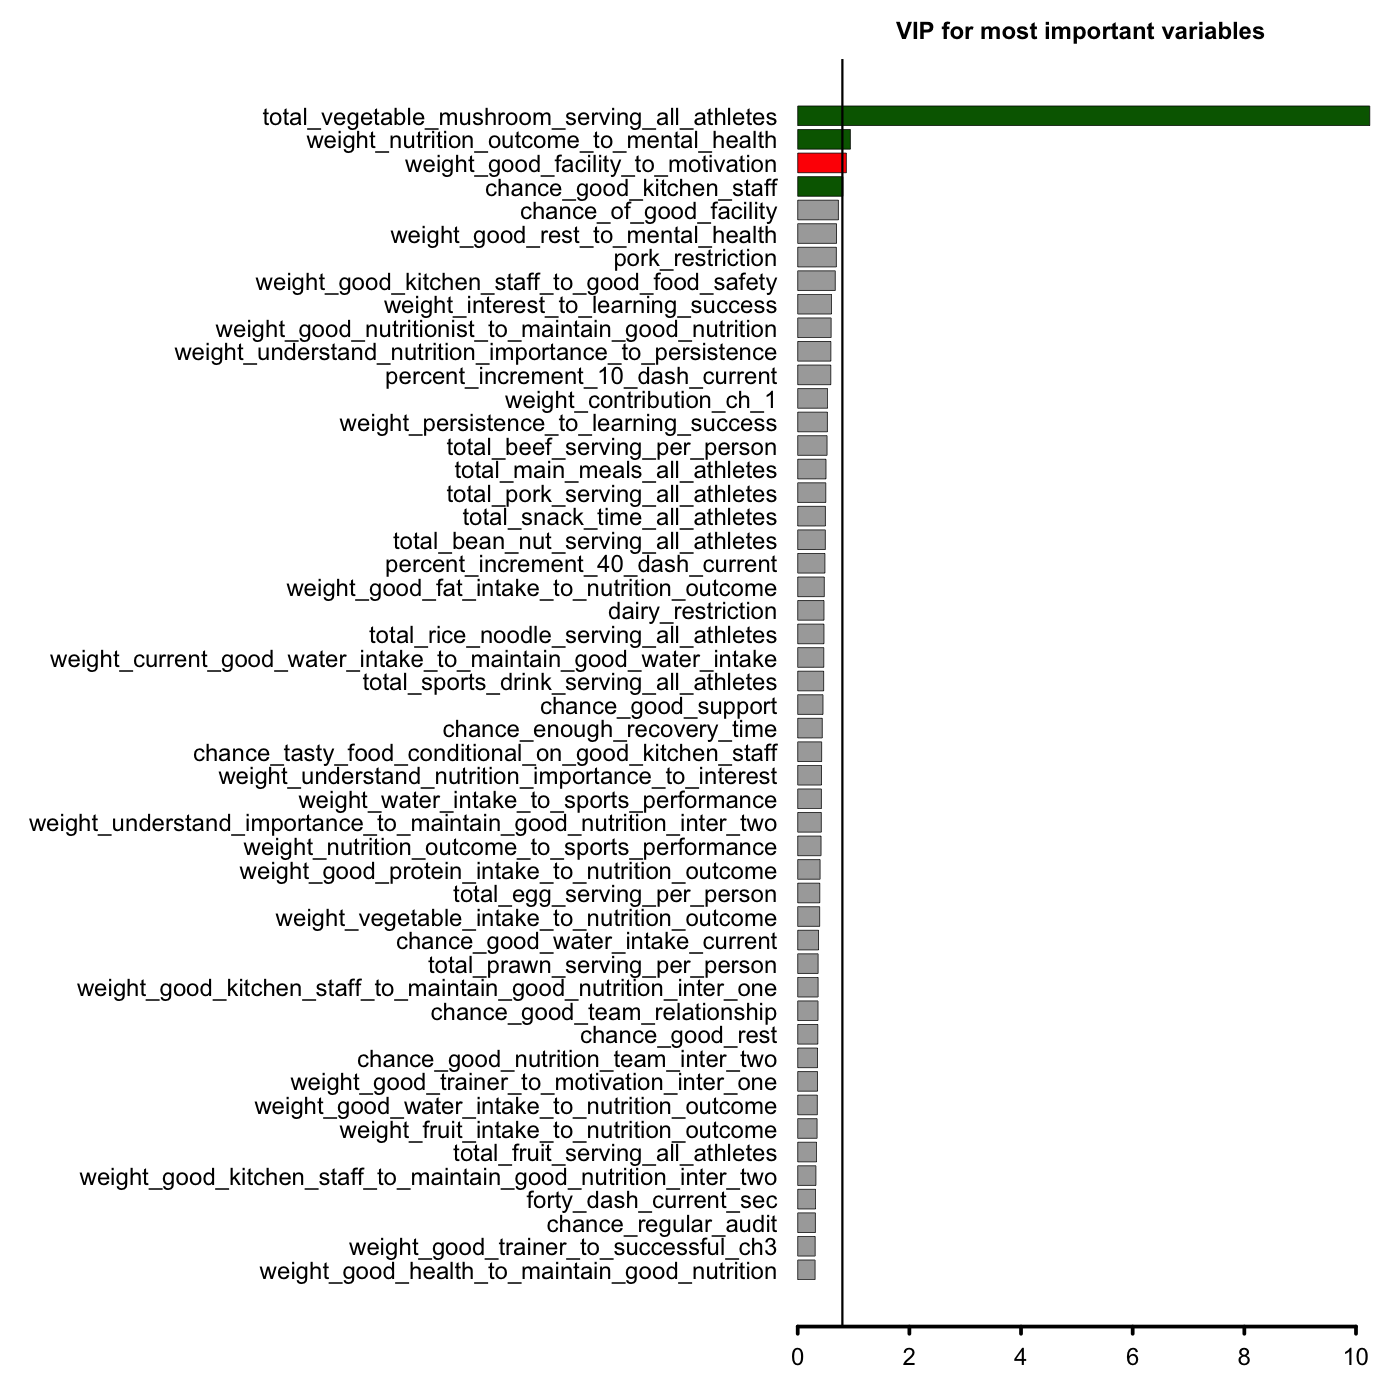 VIP for most important variables
total_vegetable_mushroom_serving_all_athletes
weight_nutrition_outcome_to_mental_health
weight_good_facility_to_motivation
chance_good_kitchen_staff
chance_of_good_facility
weight_good_rest_to_mental_health
pork_restriction
weight_good_kitchen_staff_to_good_food_safety
weight_interest_to_learning_success
weight_good_nutritionist_to_maintain_good_nutrition
weight_understand_nutrition_importance_to_persistence
percent_increment_10_dash_current
weight_contribution_ch_1
weight_persistence_to_learning_success
total_beef_serving_per_person
total_main_meals_all_athletes
total_pork_serving_all_athletes
total_snack_time_all_athletes
total_bean_nut_serving_all_athletes
percent_increment_40_dash_current
weight_good_fat_intake_to_nutrition_outcome
dairy_restriction
total_rice_noodle_serving_all_athletes
weight_current_good_water_intake_to_maintain_good_water_intake
total_sports_drink_serving_all_athletes
chance_good_support
chance_enough_recovery_time
chance_tasty_food_conditional_on_good_kitchen_staff
weight_understand_nutrition_importance_to_interest
weight_water_intake_to_sports_performance
weight_understand_importance_to_maintain_good_nutrition_inter_two
weight_nutrition_outcome_to_sports_performance
weight_good_protein_intake_to_nutrition_outcome
total_egg_serving_per_person
weight_vegetable_intake_to_nutrition_outcome
chance_good_water_intake_current
total_prawn_serving_per_person
weight_good_kitchen_staff_to_maintain_good_nutrition_inter_one
chance_good_team_relationship
chance_good_rest
chance_good_nutrition_team_inter_two
weight_good_trainer_to_motivation_inter_one
weight_good_water_intake_to_nutrition_outcome
weight_fruit_intake_to_nutrition_outcome
total_fruit_serving_all_athletes
weight_good_kitchen_staff_to_maintain_good_nutrition_inter_two
forty_dash_current_sec
chance_regular_audit
weight_good_trainer_to_successful_ch3
weight_good_health_to_maintain_good_nutrition
0 2 4 6 8 10